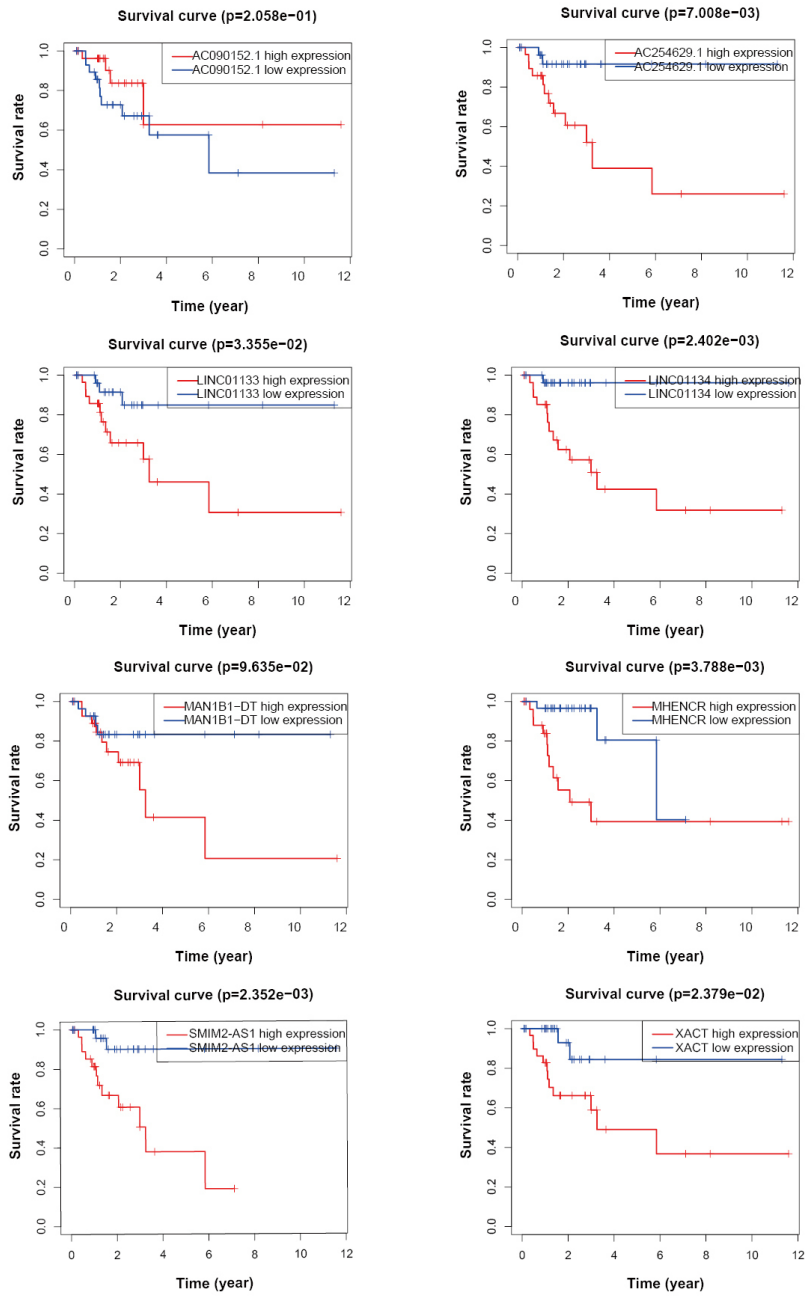 Survival curve (p=2.058e−01)
AC090152.1 high expression
AC090152.1 low expression
Survival rate
1.0
0.8
0.6
0.4
0.2
0.0
0 2 4 6 8 10 12
Time (year)
Survival curve (p=7.008e−03)
AC254629.1 high expression
AC254629.1 low expression
Survival rate
1.0
0.8
0.6
0.4
0.2
0.0
0 2 4 6 8 10 12
Time (year)
Survival curve (p=3.355e−02)
LINC01133 high expression
LINC01133 low expression
Survival rate
1.0
0.8
0.6
0.4
0.2
0.0
0 2 4 6 8 10 12
Time (year)
Survival curve (p=2.402e−03)
LINC01134 high expression
LINC01134 low expression
Survival rate
1.0
0.8
0.6
0.4
0.2
0.0
0 2 4 6 8 10 12
Time (year)
Survival curve (p=9.635e−02)
MAN1B1−DT high expression
MAN1B1−DT low expression
Survival rate
1.0
0.8
0.6
0.4
0.2
0.0
0 2 4 6 8 10 12
Time (year)
Survival curve (p=3.788e−03)
MHENCR high expression
MHENCR low expression
Survival rate
1.0
0.8
0.6
0.4
0.2
0.0
0 2 4 6 8 10 12
Time (year)
Survival curve (p=2.352e−03)
SMIM2−AS1 high expression
SMIM2−AS1 low expression
Survival rate
1.0
0.8
0.6
0.4
0.2
0.0
0 2 4 6 8 10 12
Time (year)
Survival curve (p=2.379e−02)
XACT high expression
XACT low expression
Survival rate
1.0
0.8
0.6
0.4
0.2
0.0
0 2 4 6 8 10 12
Time (year)